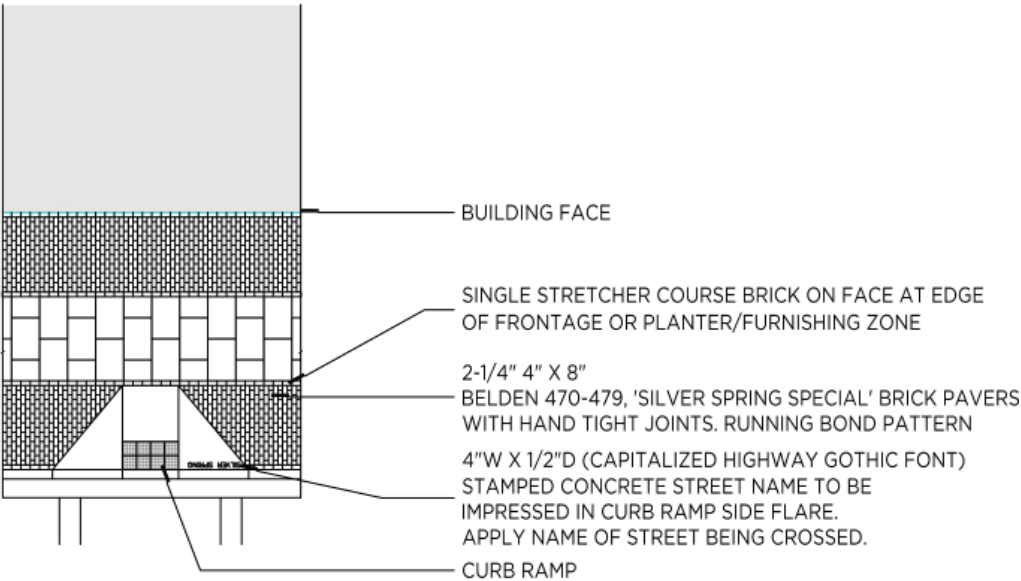 BUILDING FACE
SINGLE STRETCHER COURSE BRICK ON FACE AT EDGE
OF FRONTAGE OR PLANTER/FURNISHING ZONE
2-1/4" 4" X 8"
BELDEN 470-479, 'SILVER SPRING SPECIAL' BRICK PAVERS
WITH HAND TIGHT JOINTS. RUNNING BOND PATTERN
4"W X 1/2"D (CAPITALIZED HIGHWAY GOTHIC FONT)
STAMPED CONCRETE STREET NAME TO BE
IMPRESSED IN CURB RAMP SIDE FLARE.
APPLY NAME OF STREET BEING CROSSED.
CURB RAMP